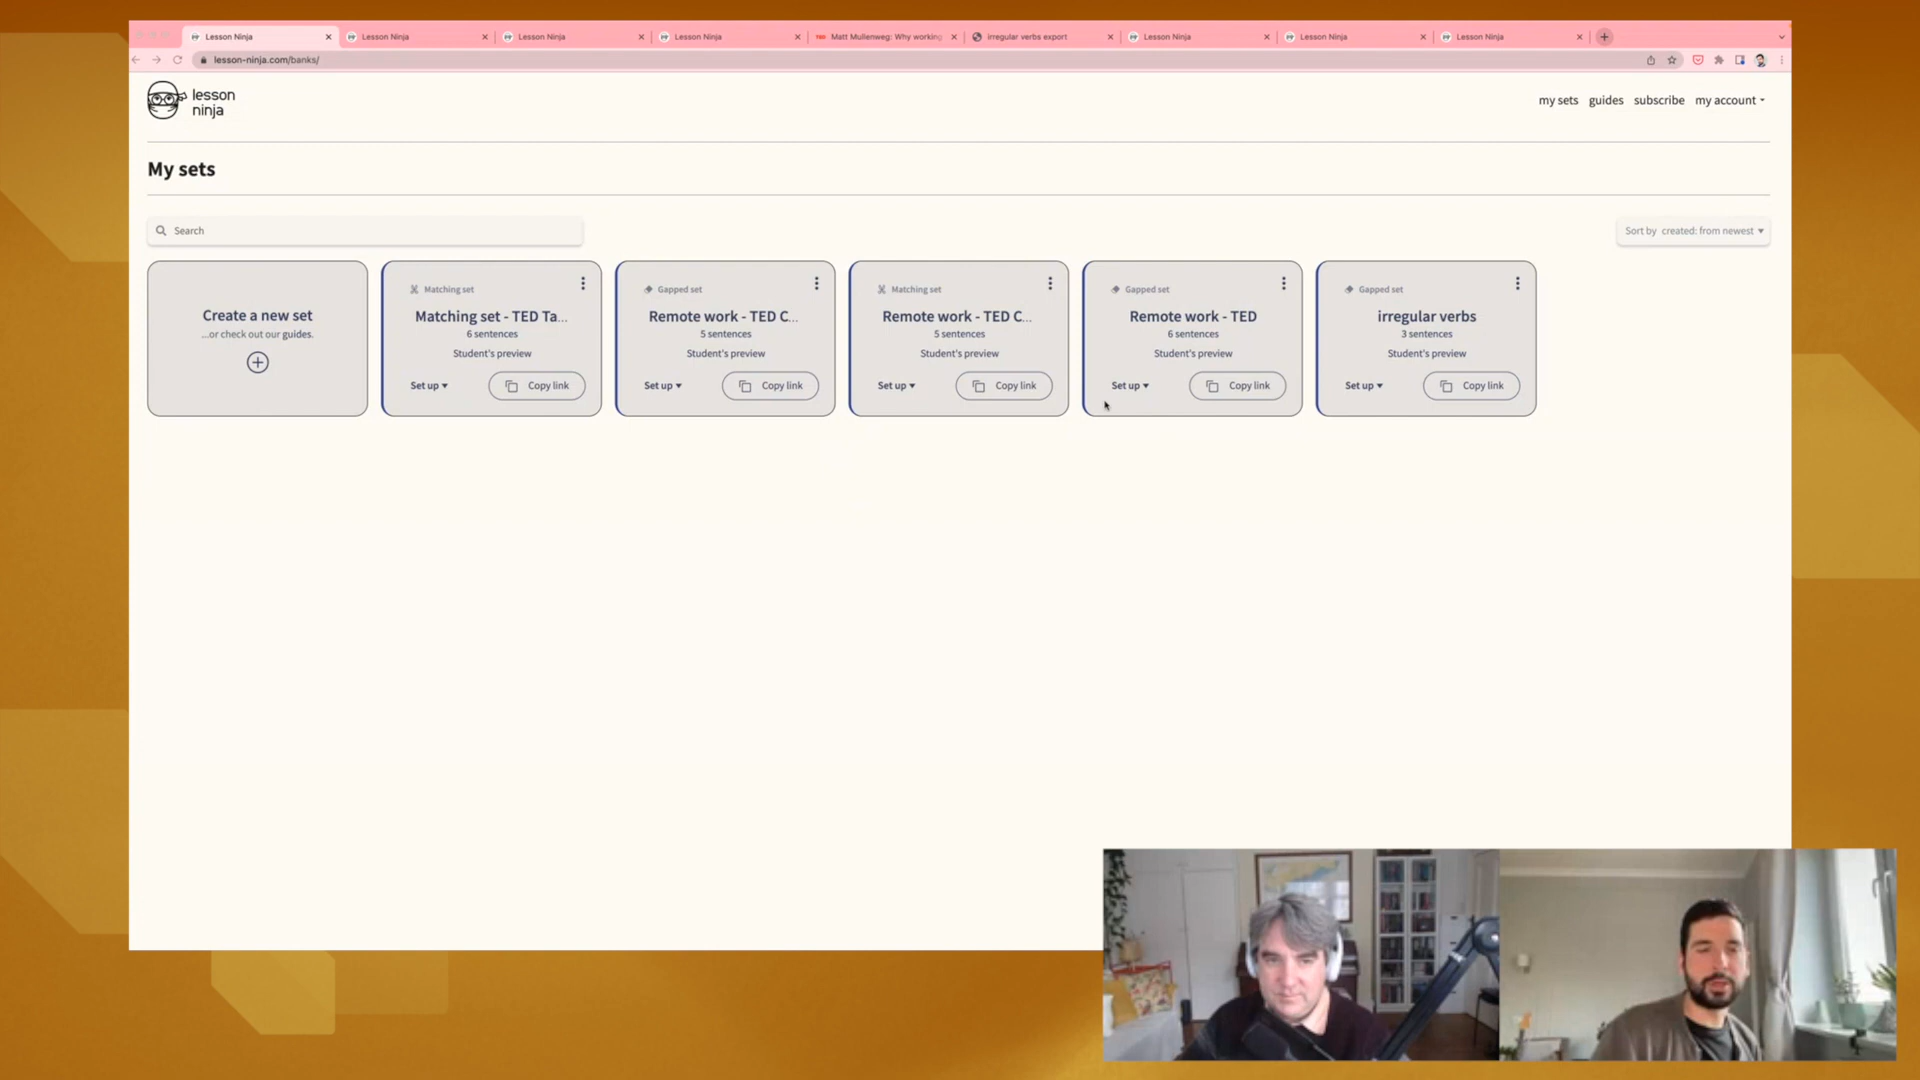 Lesson Ninja
Lesson Ninja
Lesson Ninja
Lesson Ninja
TED
Matt Mullenweg: Why working
irregular verbs export
Lesson Ninja
Lesson Ninja
Lesson Ninja
lesson-ninja.com/banks/
lesson
ninja
my sets
guides
subscribe
my account
My sets
Search
Sort by created: from newest
Create a new set
...or check out our guides.
Matching set
Matching set - TED Ta...
6 sentences
Student's preview
Set up
Copy link
Gapped set
Remote work - TED C...
5 sentences
Student's preview
Set up
Copy link
Matching set
Remote work - TED C...
5 sentences
Student's preview
Set up
Copy link
Gapped set
Remote work - TED
6 sentences
Student's preview
Set up
Copy link
Gapped set
irregular verbs
3 sentences
Student's preview
Set up
Copy link